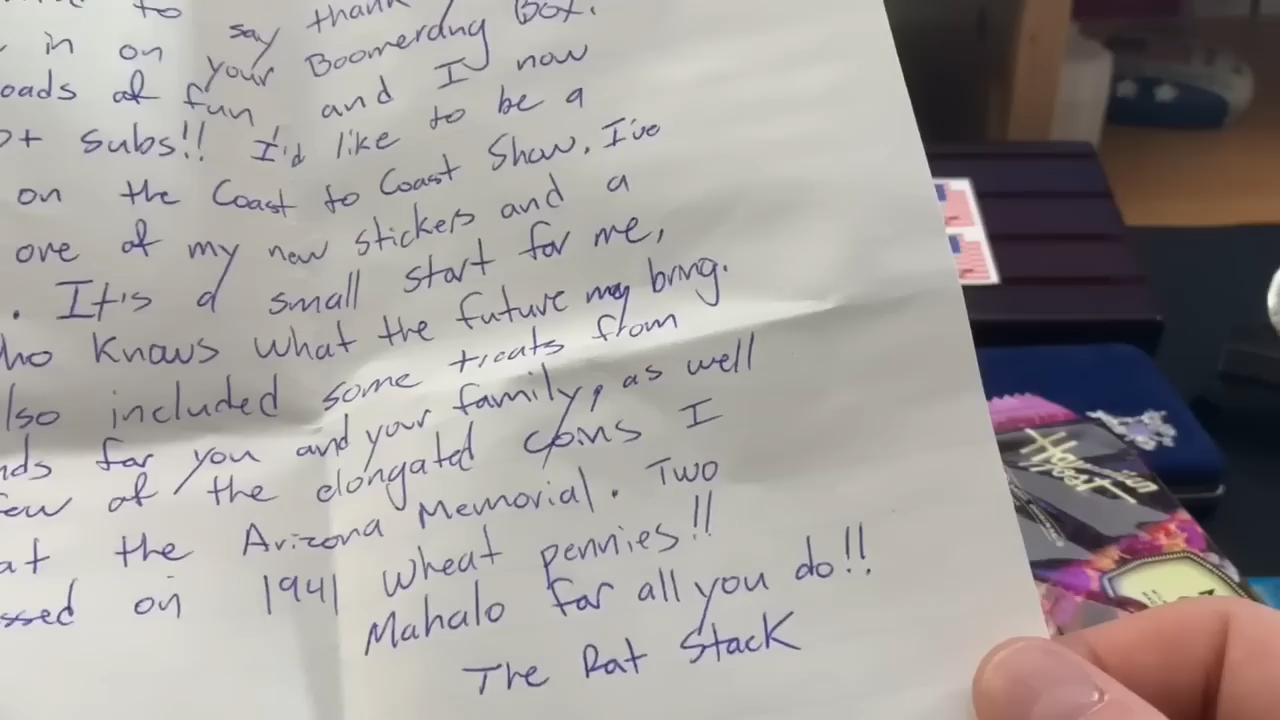 to say thank
in on your Boomerang Box.
oads of fun and I now
ot subs!! I'd like to be a
on the Coast to Coast Show. I've
one of my new stickers and a
. It's a small start for me,
ho knows what the future may bring.
lso included some treats from
nds for you and your family, as well
ew of the elongated coins I
at the Arizona Memorial. Two
ssed on 1941 wheat pennies!!
Mahalo for all you do!!
The Rat Stack
Harvest